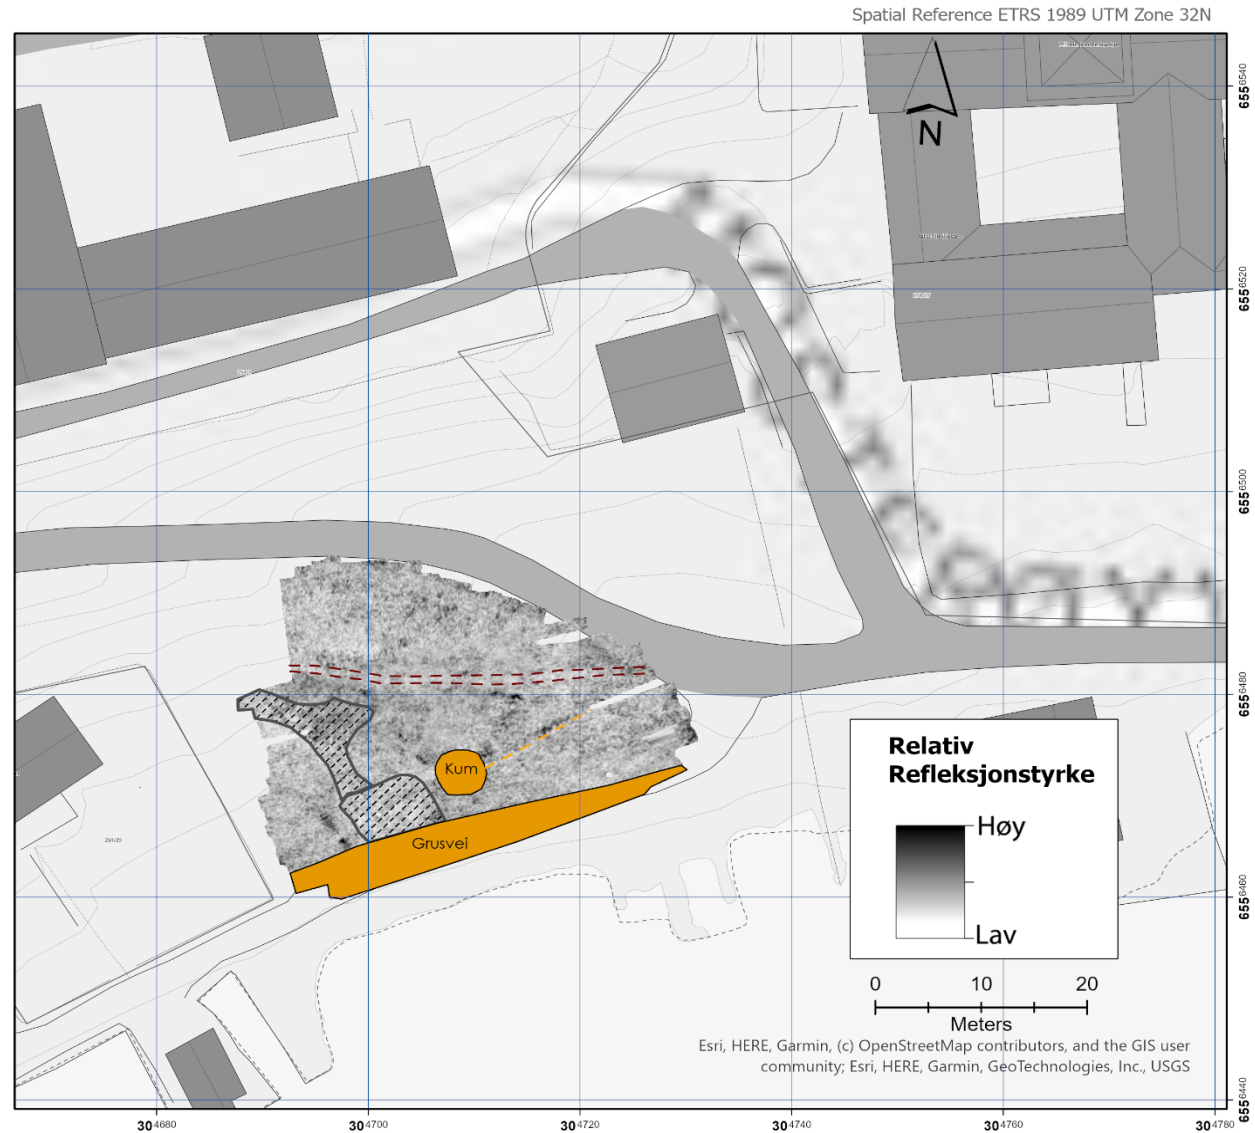 Spatial Reference ETRS 1989 UTM Zone 32N
N
6556540
6556520
6556500
6556480
6556460
6556440
294/20
Kum
Grusvei
Relativ
Refleksjonstyrke
Høy
Lav
0 10 20
Meters
Esri, HERE, Garmin, (c) OpenStreetMap contributors, and the GIS user
community; Esri, HERE, Garmin, GeoTechnologies, Inc., USGS
304680 304700 304720 304740 304760 304780